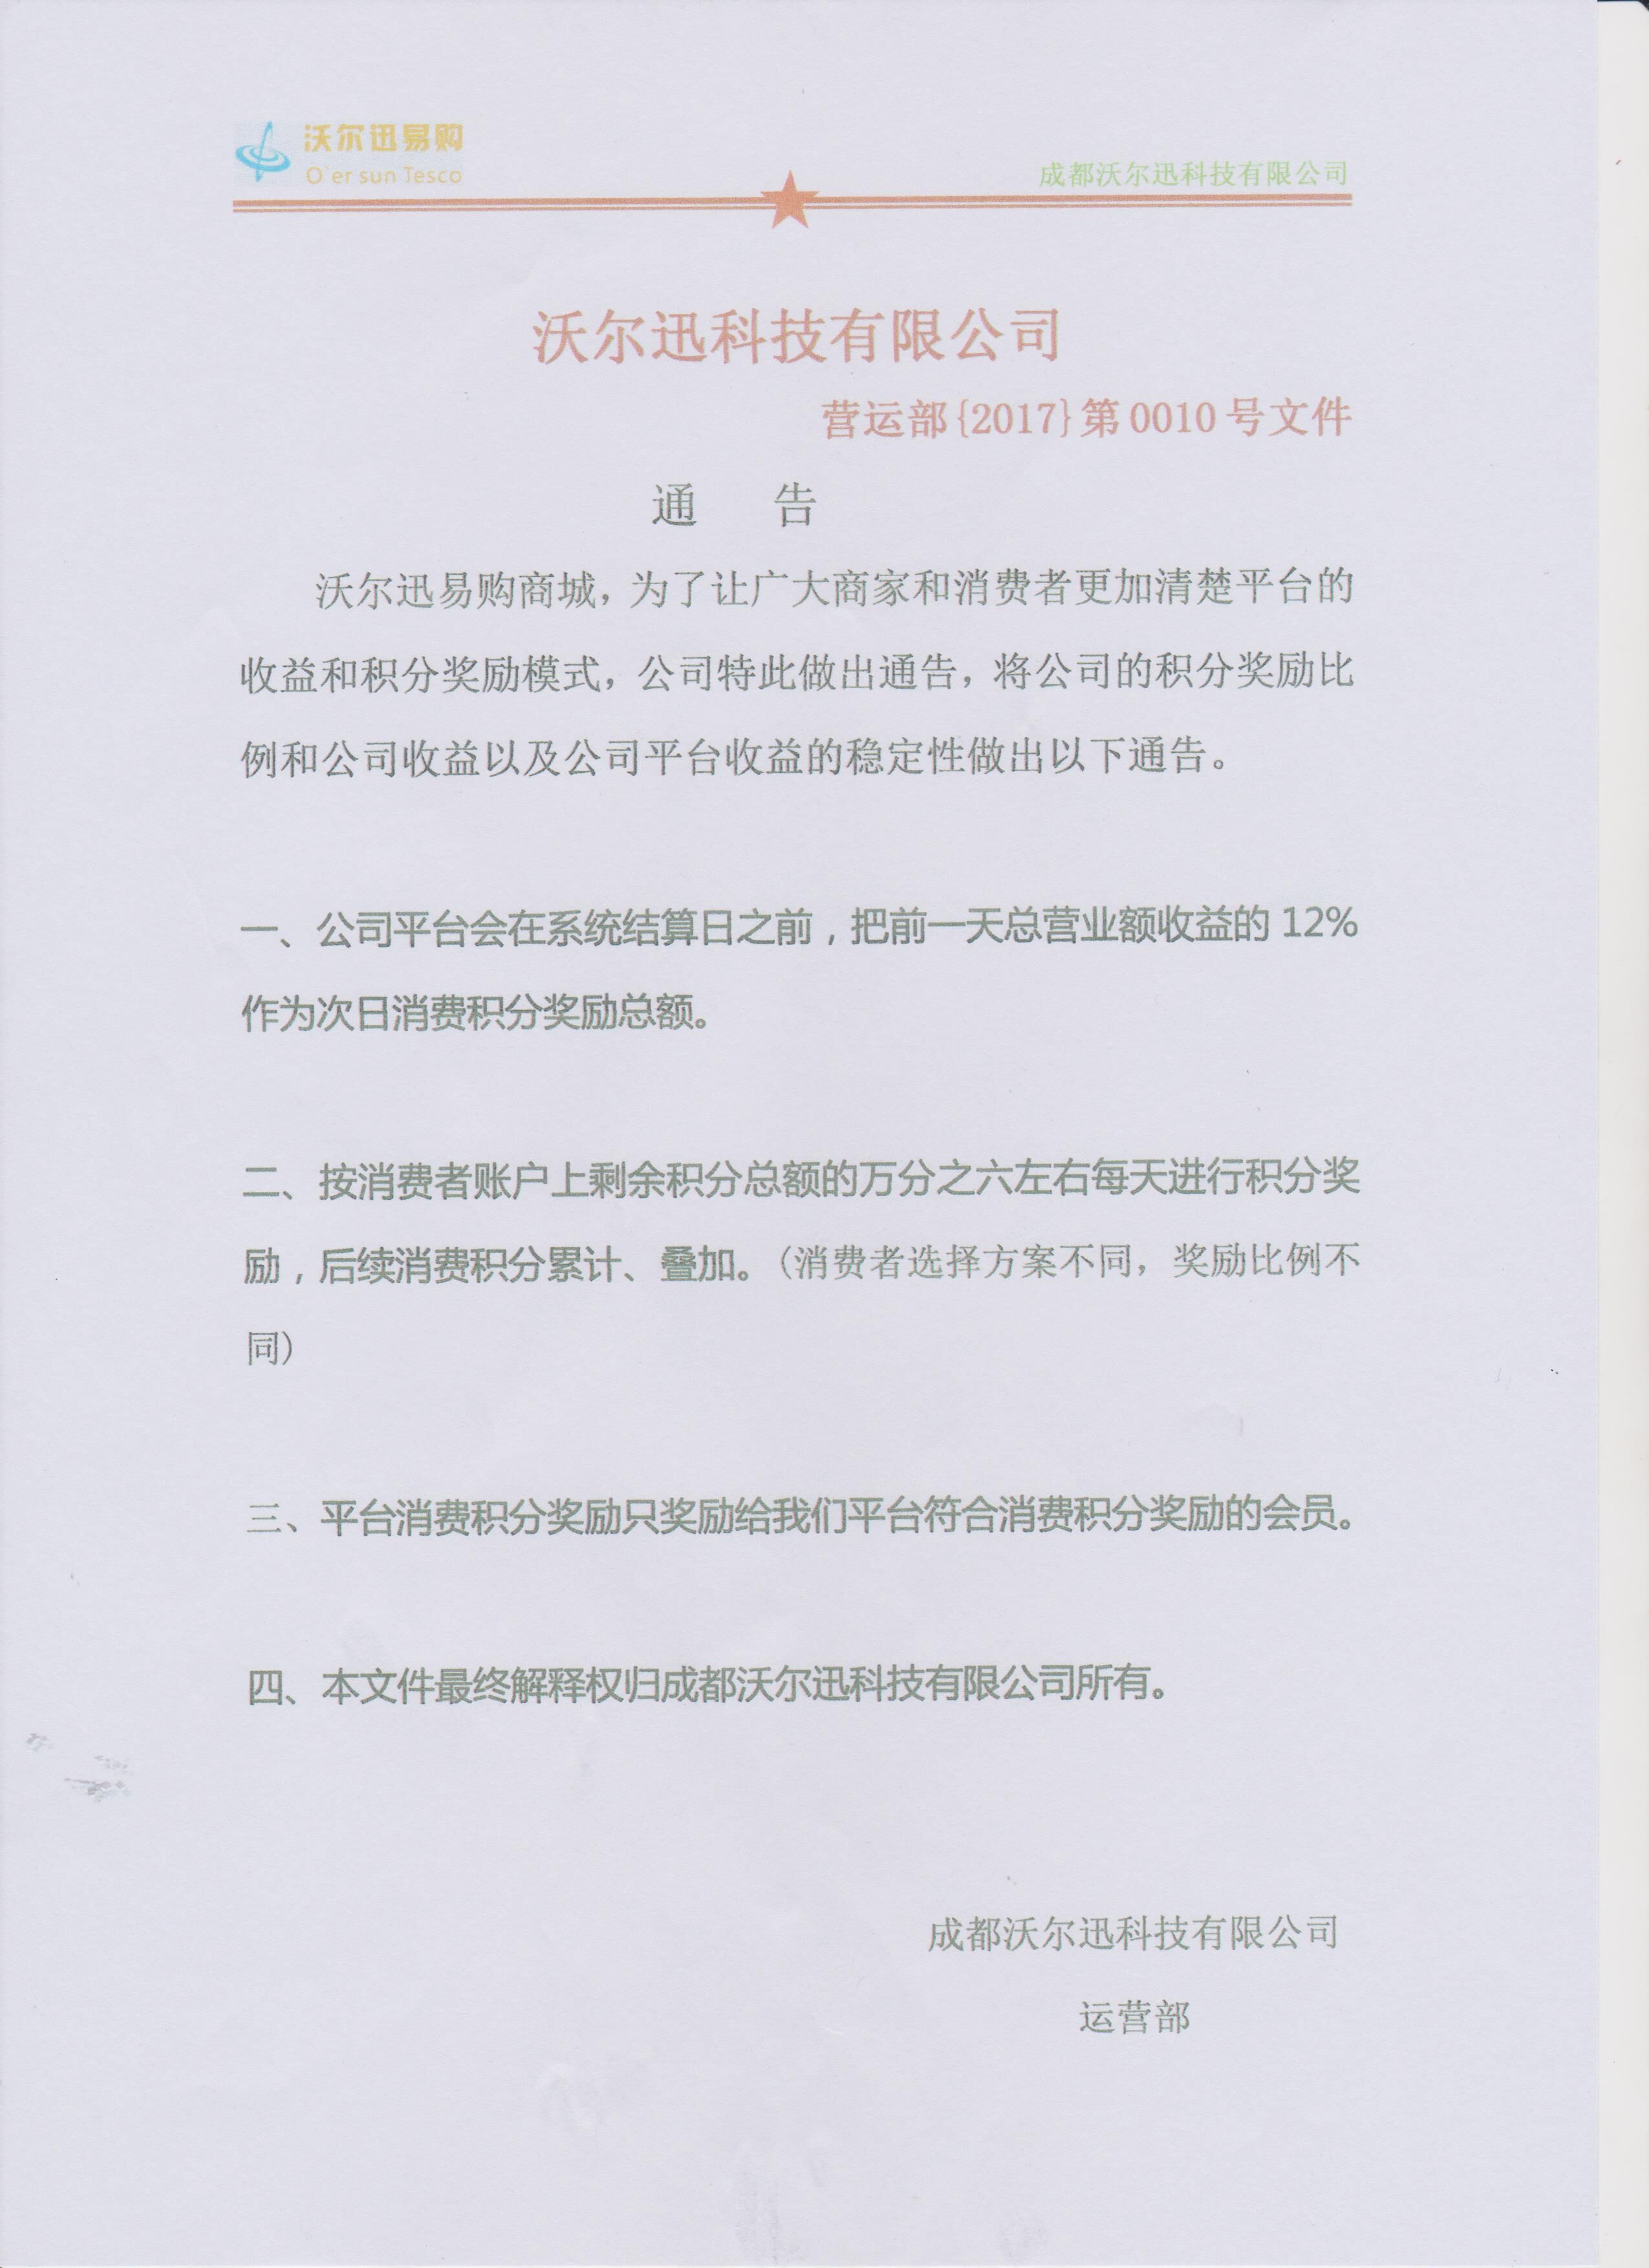 沃尔迅易购
O`er sun Tesco
成都沃尔迅科技有限公司
沃尔迅科技有限公司
营运部{2017}第0010号文件
通 告
沃尔迅易购商城，为了让广大商家和消费者更加清楚平台的
收益和积分奖励模式，公司特此做出通告，将公司的积分奖励比
例和公司收益以及公司平台收益的稳定性做出以下通告。
一、公司平台会在系统结算日之前，把前一天总营业额收益的 12%
作为次日消费积分奖励总额。
二、按消费者账户上剩余积分总额的万分之六左右每天进行积分奖
励，后续消费积分累计、叠加。(消费者选择方案不同，奖励比例不
同)
三、平台消费积分奖励只奖励给我们平台符合消费积分奖励的会员。
四、本文件最终解释权归成都沃尔迅科技有限公司所有。
成都沃尔迅科技有限公司
运营部